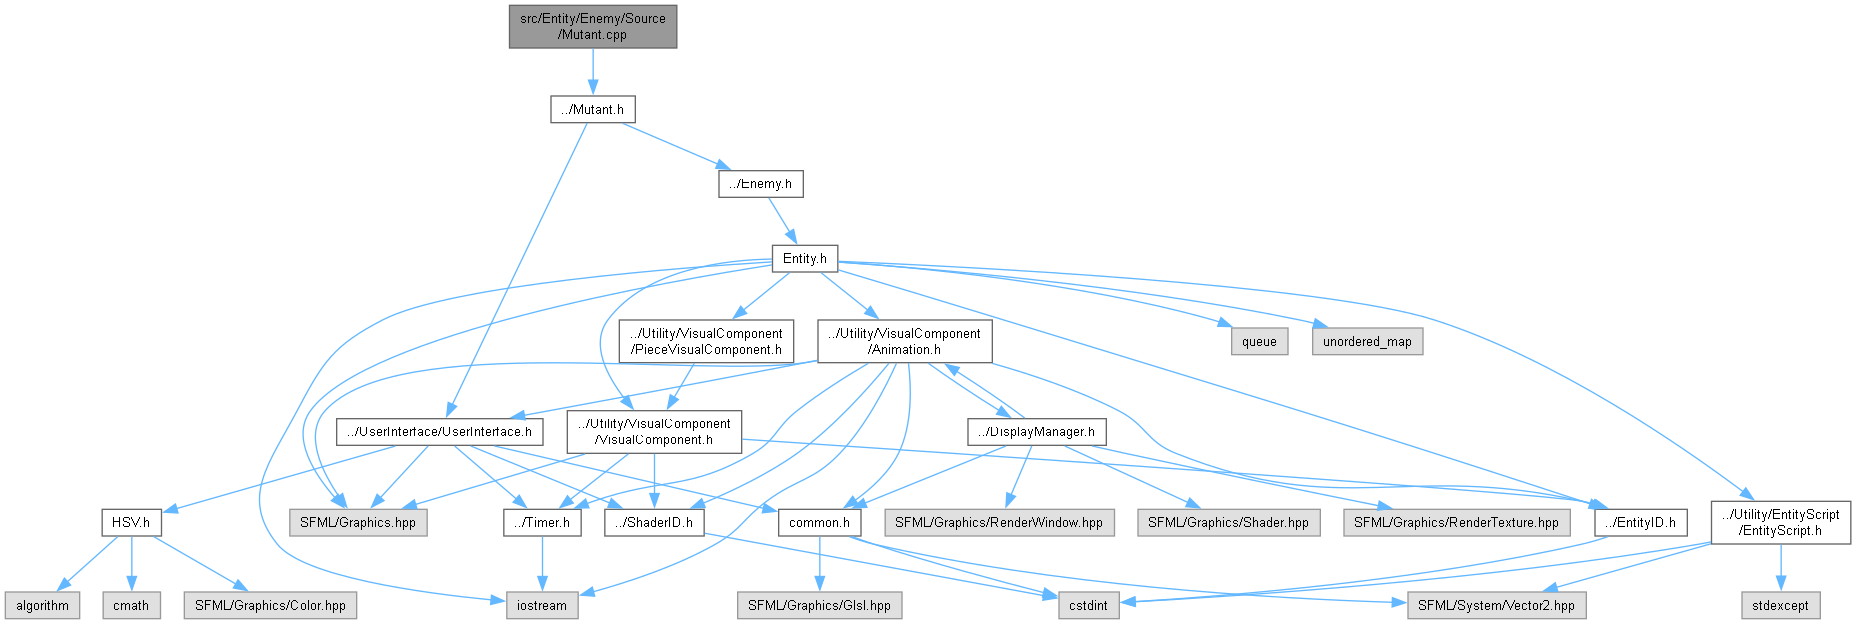 src/Entity/Enemy/Source
/Mutant.cpp
../Mutant.h
../Enemy.h
Entity.h
../Utility/VisualComponent
/PieceVisualComponent.h
../Utility/VisualComponent
/Animation.h
queue
unordered_map
../UserInterface/UserInterface.h
../Utility/VisualComponent
/VisualComponent.h
../DisplayManager.h
HSV.h
SFML/Graphics.hpp
../Timer.h
../ShaderID.h
common.h
SFML/Graphics/RenderWindow.hpp
SFML/Graphics/Shader.hpp
SFML/Graphics/RenderTexture.hpp
../EntityID.h
../Utility/EntityScript
/EntityScript.h
algorithm
cmath
SFML/Graphics/Color.hpp
iostream
SFML/Graphics/Glsl.hpp
cstdint
SFML/System/Vector2.hpp
stdexcept